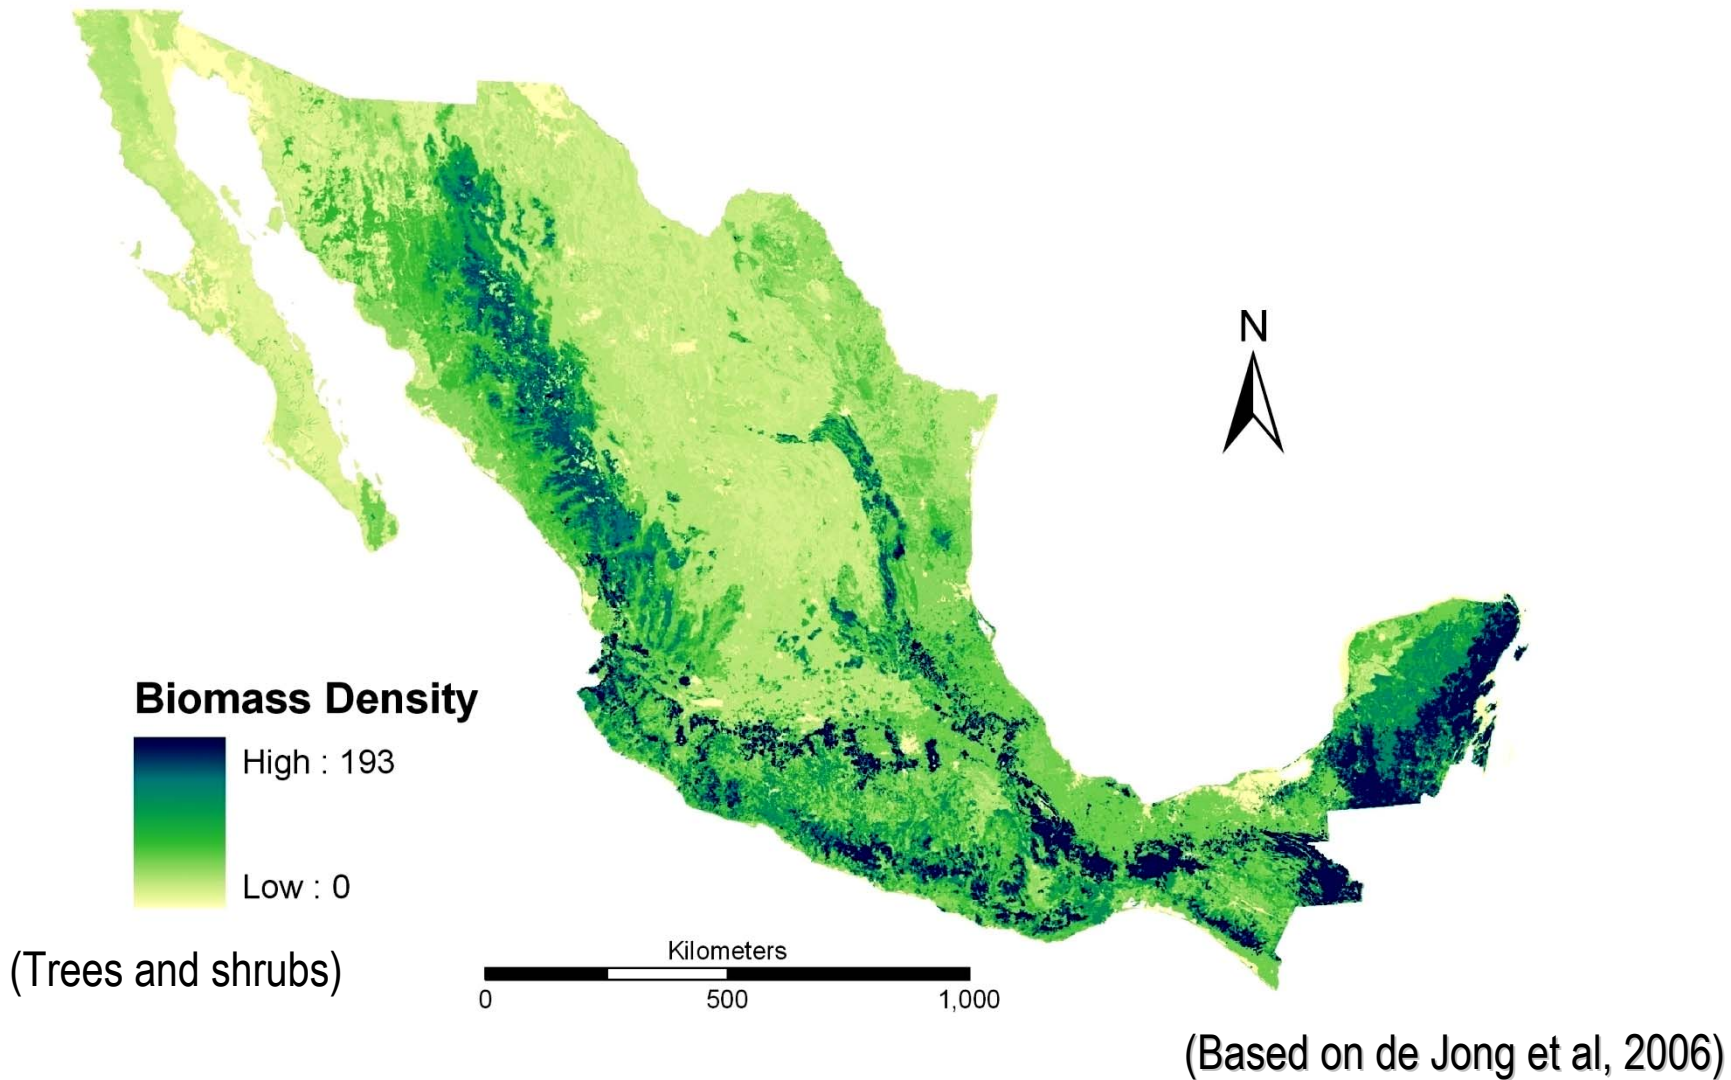 N
Biomass Density
High : 193
Low : 0
(Trees and shrubs)
Kilometers
0 500 1,000
(Based on de Jong et al, 2006)